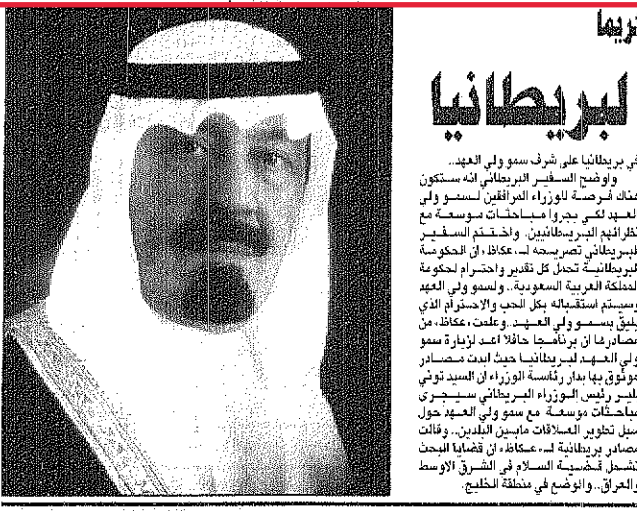 كريما
لبريطانيا
في بريطانيا على شرف سمو ولي العهد..
واوضح السفير البريطاني انه ستكون
هناك فرصة للوزراء المرافقين لسمو ولي
العهد لكي يجروا مباحثات موسعة مع
نظرائهم البريطانيين. واختتم السفير
البريطاني تصريحه لـ«عكاظ» ان الحكومة
البريطانية تحمل كل تقدير واحترام لحكومة
المملكة العربية السعودية.. ولسمو ولي العهد
وسيتم استقباله بكل الحب والاحترام الذي
يليق بسمو ولي العهد. وعلمت «عكاظ» من
مصادرها ان برنامجا حافلا اعد لزيارة سمو
ولي العهد لبريطانيا حيث ابدت مصادر
موثوق بها بدار رئاسة الوزراء ان السيد توني
بلير رئيس الوزراء البريطاني سيجري
مباحثات موسعة مع سمو ولي العهد حول
سبل تطوير العلاقات مابين البلدين.. وقالت
مصادر بريطانية لـ«عكاظ» ان قضايا البحث
تشمل قضية السلام في الشرق الاوسط
والعراق.. والوضع في منطقة الخليج.